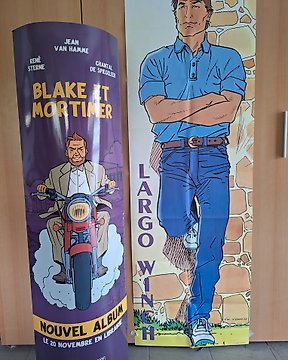 JEAN
VAN HAMME
RENÉ
STERNE
CHANTAL
DE SPIEGELEER
BLAKE ET
MORTIMER
NOUVEL ALBUM
LE 20 NOVEMBRE EN LIBRAIRIE
LARGO WINCH